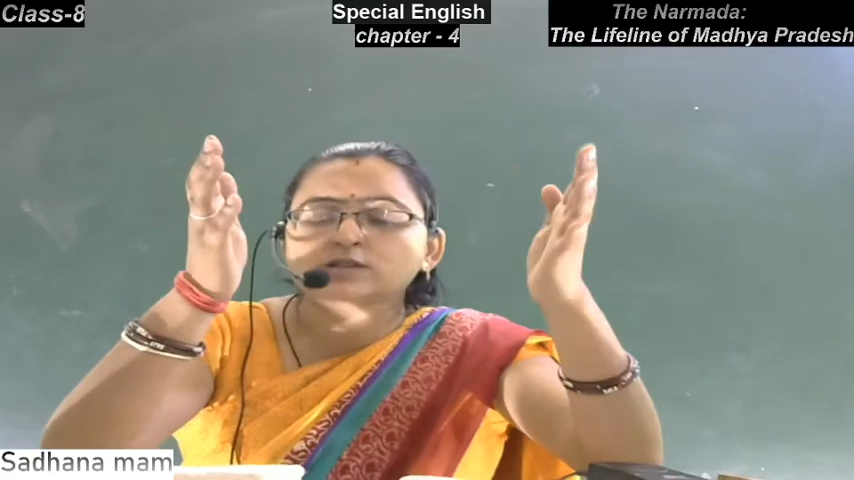 Class-8
Special English
chapter - 4
The Narmada:
The Lifeline of Madhya Pradesh
Sadhana mam